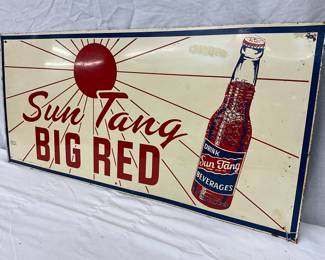 Sun Tang
BIG RED
DRINK
Sun Tang
BEVERAGES